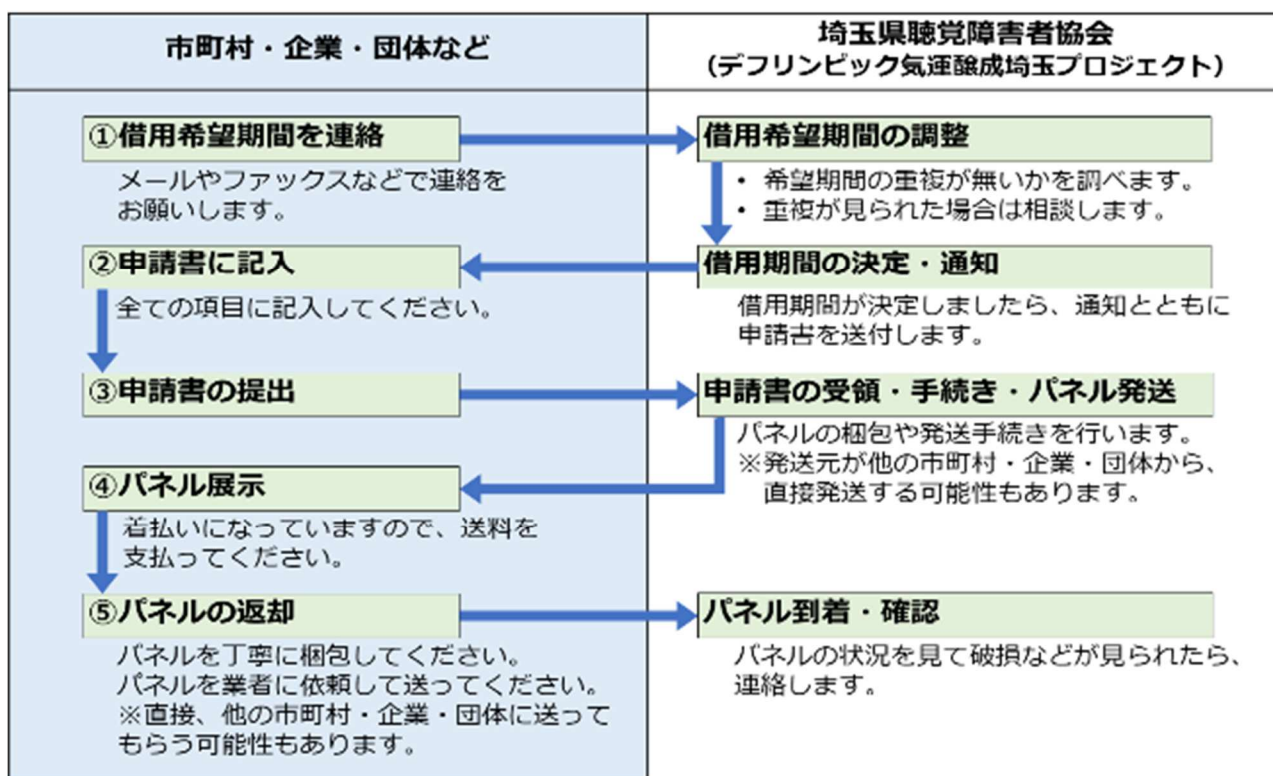 市町村・企業・団体など
埼玉県聴覚障害者協会
（デフリンピック気運醸成埼玉プロジェクト）
①借用希望期間を連絡
メールやファックスなどで連絡を
お願いします。
借用希望期間の調整
• 希望期間の重複が無いかを調べます。
• 重複が見られた場合は相談します。
②申請書に記入
全ての項目に記入してください。
借用期間の決定・通知
借用期間が決定しましたら、通知とともに
申請書を送付します。
③申請書の提出
申請書の受領・手続き・パネル発送
パネルの梱包や発送手続きを行います。
※発送元が他の市町村・企業・団体から、
直接発送する可能性もあります。
④パネル展示
着払いになっていますので、送料を
支払ってください。
⑤パネルの返却
パネルを丁寧に梱包してください。
パネルを業者に依頼して送ってください。
※直接、他の市町村・企業・団体に送って
もらう可能性もあります。
パネル到着・確認
パネルの状況を見て破損などが見られたら、
連絡します。